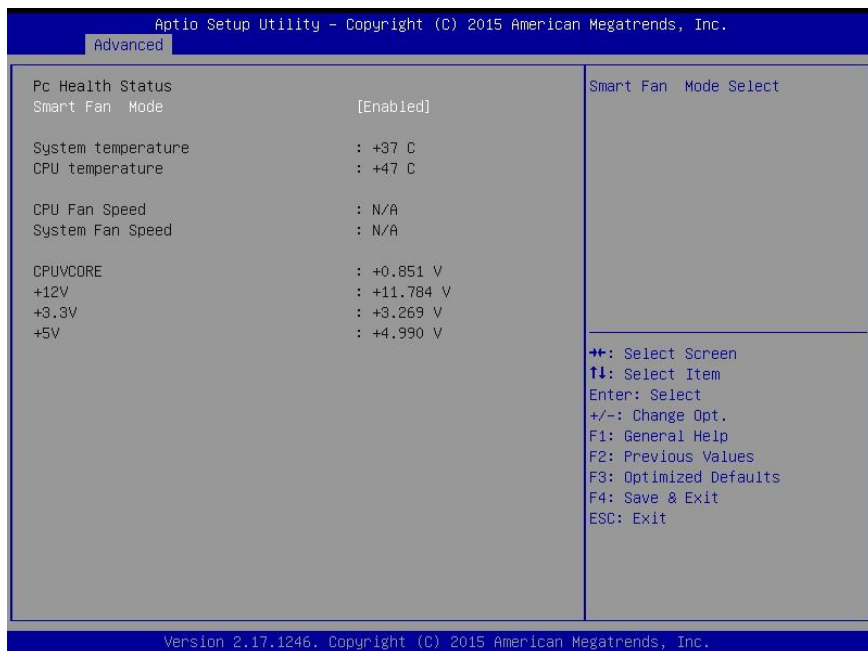 Aptio Setup Utility – Copyright (C) 2015 American Megatrends, Inc.
Advanced
Pc Health Status
Smart Fan  Mode [Enabled]
System temperature : +37 C
CPU temperature : +47 C
CPU Fan Speed : N/A
System Fan Speed : N/A
CPUVCORE : +0.851 V
+12V : +11.784 V
+3.3V : +3.269 V
+5V : +4.990 V
Smart Fan  Mode Select
→←: Select Screen
↑↓: Select Item
Enter: Select
+/-: Change Opt.
F1: General Help
F2: Previous Values
F3: Optimized Defaults
F4: Save & Exit
ESC: Exit
Version 2.17.1246. Copyright (C) 2015 American Megatrends, Inc.